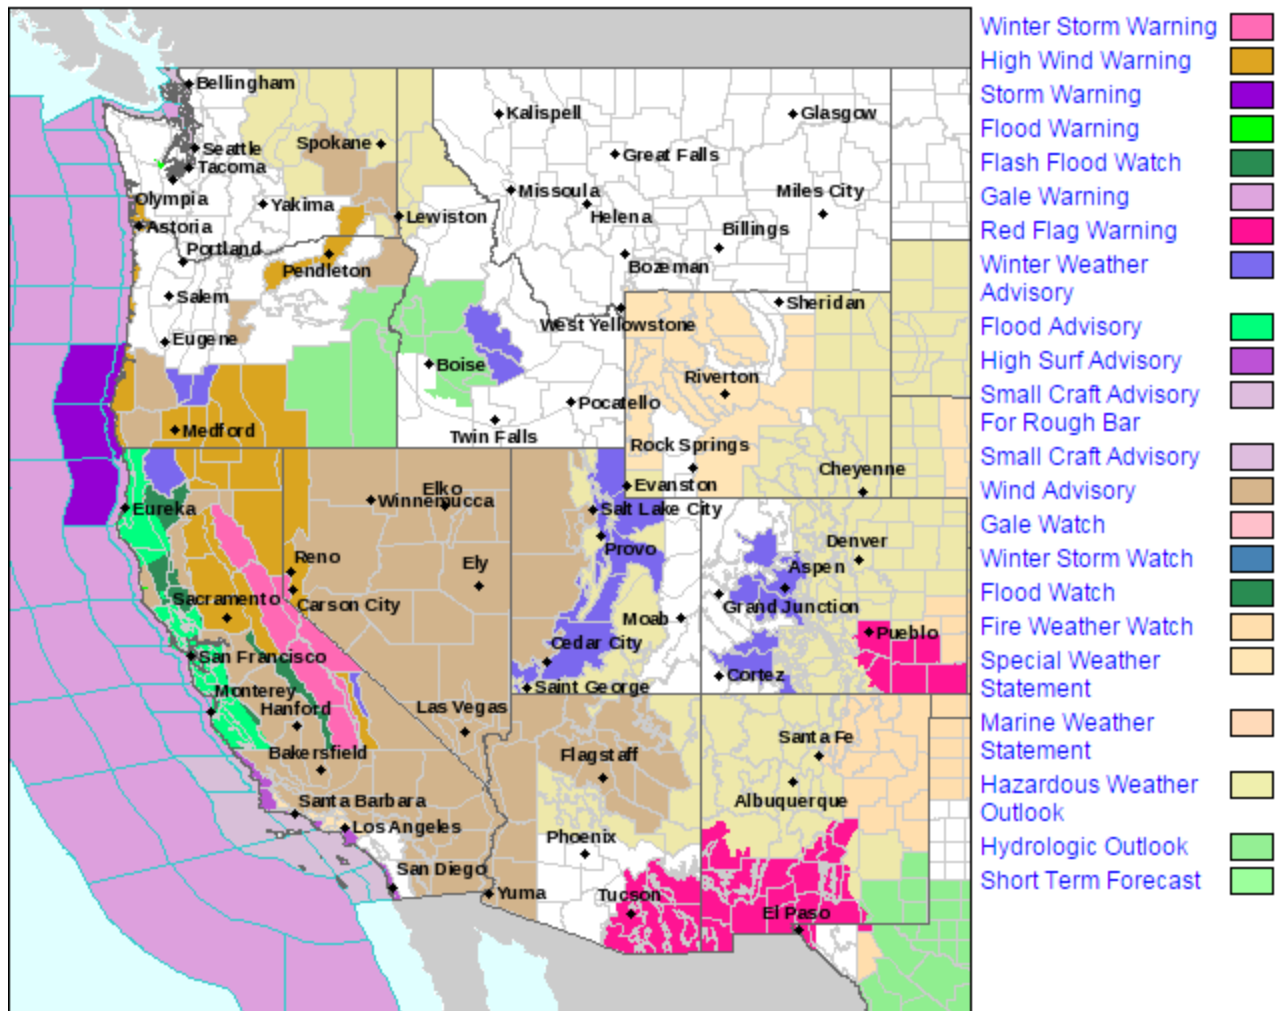 Bellingham
Kalispell
Glasgow
Seattle
Spokane
Great Falls
Tacoma
Olympia
Yakima
Lewiston
Missoula
Helena
Miles City
Astoria
Portland
Billings
Pendleton
Bozeman
Salem
West Yellowstone
Sheridan
Eugene
Boise
Riverton
Pocatello
Medford
Twin Falls
Rock Springs
Cheyenne
Elko
Winnemucca
Evanston
Eureka
Salt Lake City
Provo
Denver
Reno
Ely
Aspen
Sacramento
Carson City
Grand Junction
Moab
Pueblo
San Francisco
Cedar City
Cortez
Monterey
Saint George
Hanford
Las Vegas
Bakersfield
Flagstaff
Santa Fe
Santa Barbara
Albuquerque
Los Angeles
Phoenix
San Diego
Yuma
Tucson
El Paso
Winter Storm Warning
High Wind Warning
Storm Warning
Flood Warning
Flash Flood Watch
Gale Warning
Red Flag Warning
Winter Weather
Advisory
Flood Advisory
High Surf Advisory
Small Craft Advisory
For Rough Bar
Small Craft Advisory
Wind Advisory
Gale Watch
Winter Storm Watch
Flood Watch
Fire Weather Watch
Special Weather
Statement
Marine Weather
Statement
Hazardous Weather
Outlook
Hydrologic Outlook
Short Term Forecast